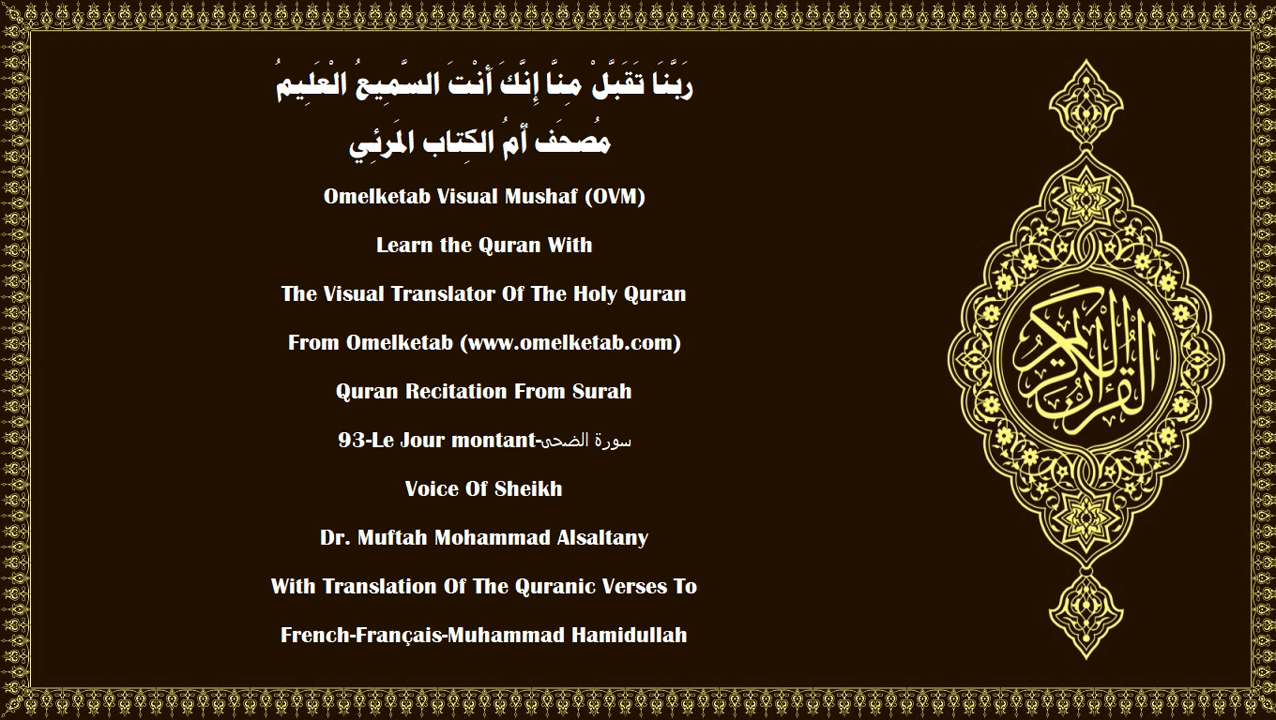 رَبَّنَا تَقَبَّلْ مِنَّا إِنَّكَ أَنْتَ السَّمِيعُ الْعَلِيمُ
مُصحَف أمُ الكِتاب المَرئِي
Omelketab Visual Mushaf (OVM)
Learn the Quran With
The Visual Translator Of The Holy Quran
From Omelketab (www.omelketab.com)
Quran Recitation From Surah
93-Le Jour montant-سورة الضحى
Voice Of Sheikh
Dr. Muftah Mohammad Alsaltany
With Translation Of The Quranic Verses To
French-Français-Muhammad Hamidullah
القرآن الكريم